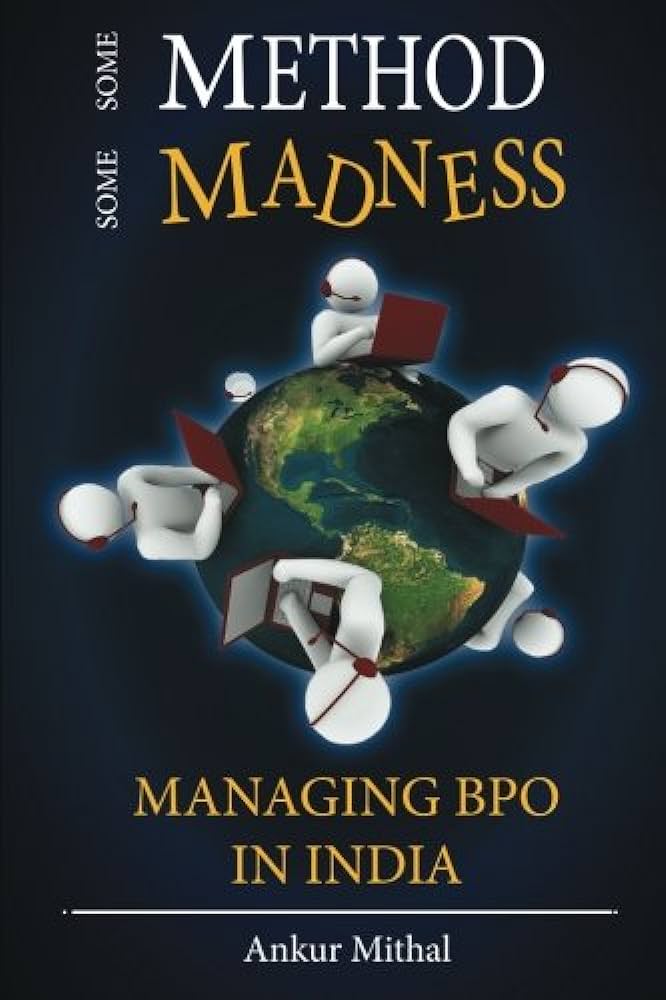 SOME METHOD
SOME MADNESS
MANAGING BPO
IN INDIA
Ankur Mithal